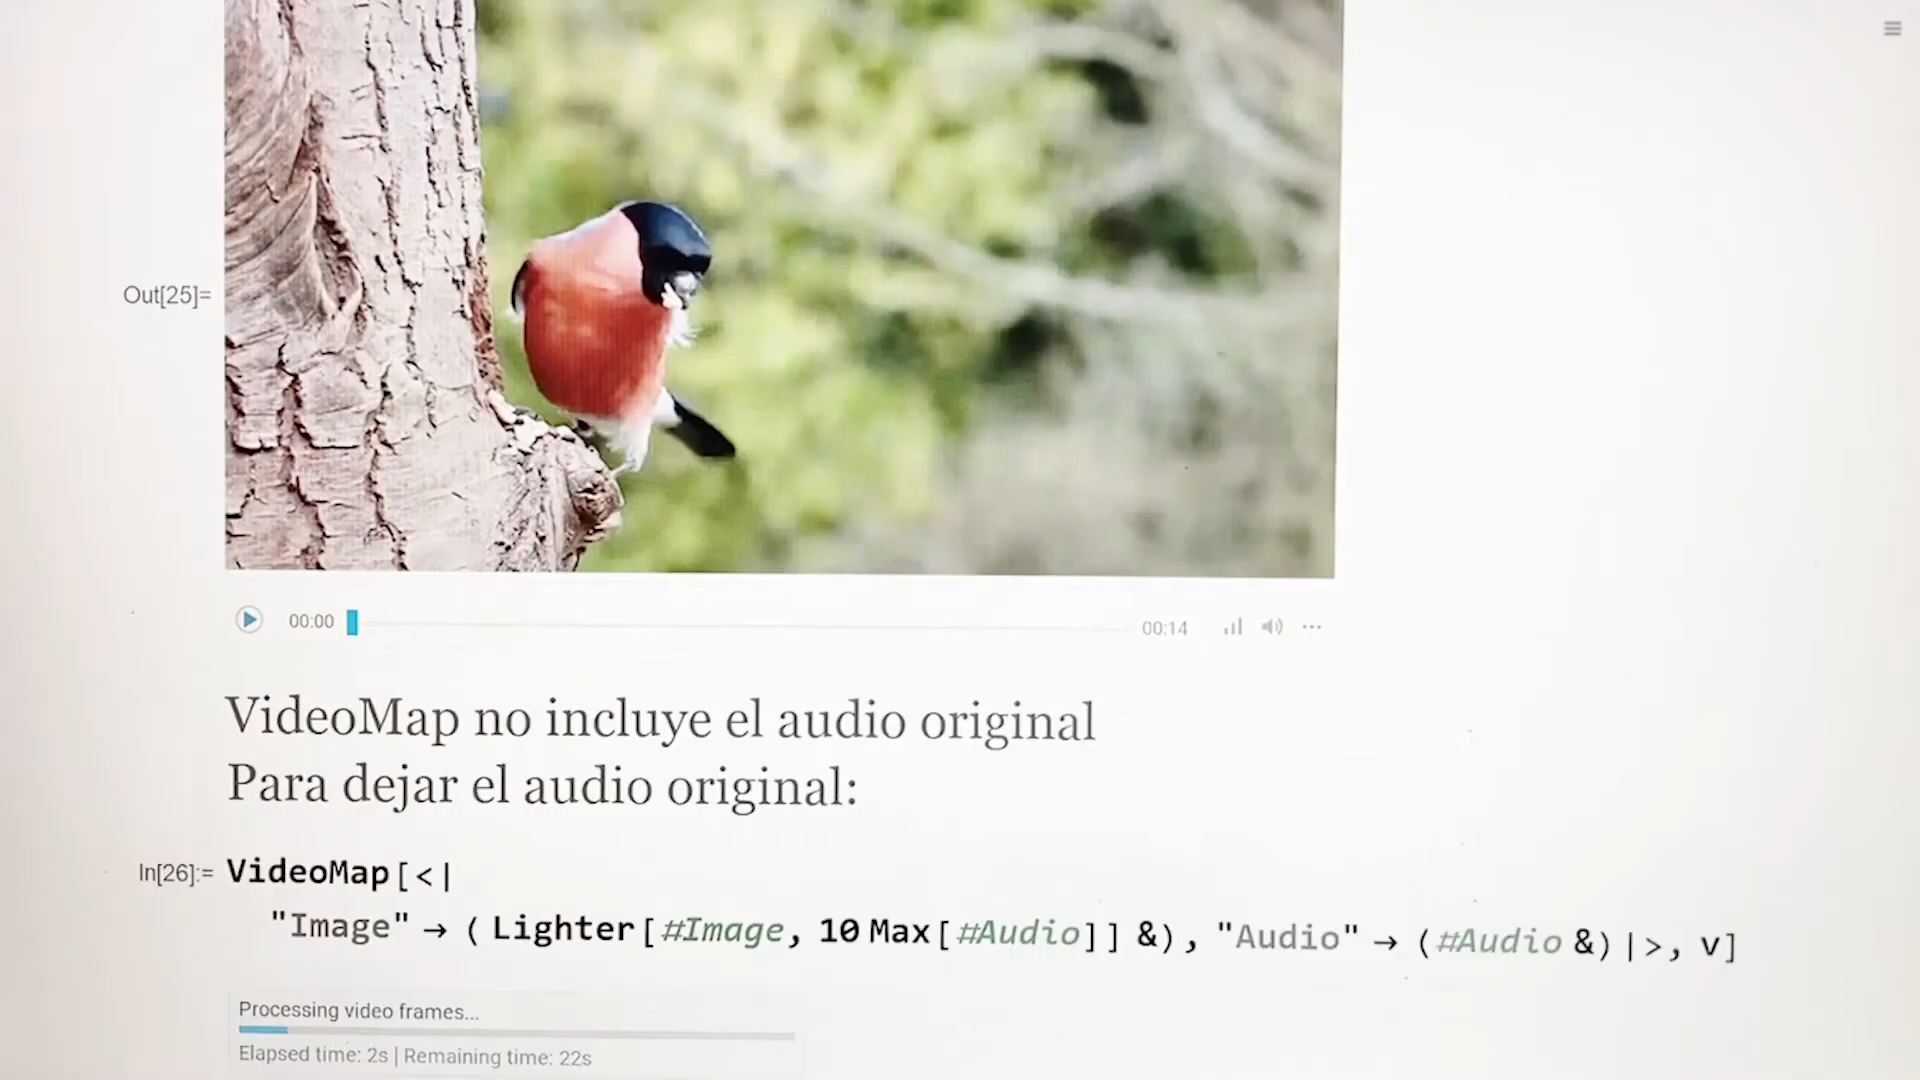 Out[25]=
00:00
00:14
VideoMap no incluye el audio original
Para dejar el audio original:
In[26]:= VideoMap[<|
"Image" → (Lighter[#Image, 10 Max[#Audio]] &), "Audio" → (#Audio &)|>, v]
Processing video frames...
Elapsed time: 2s | Remaining time: 22s